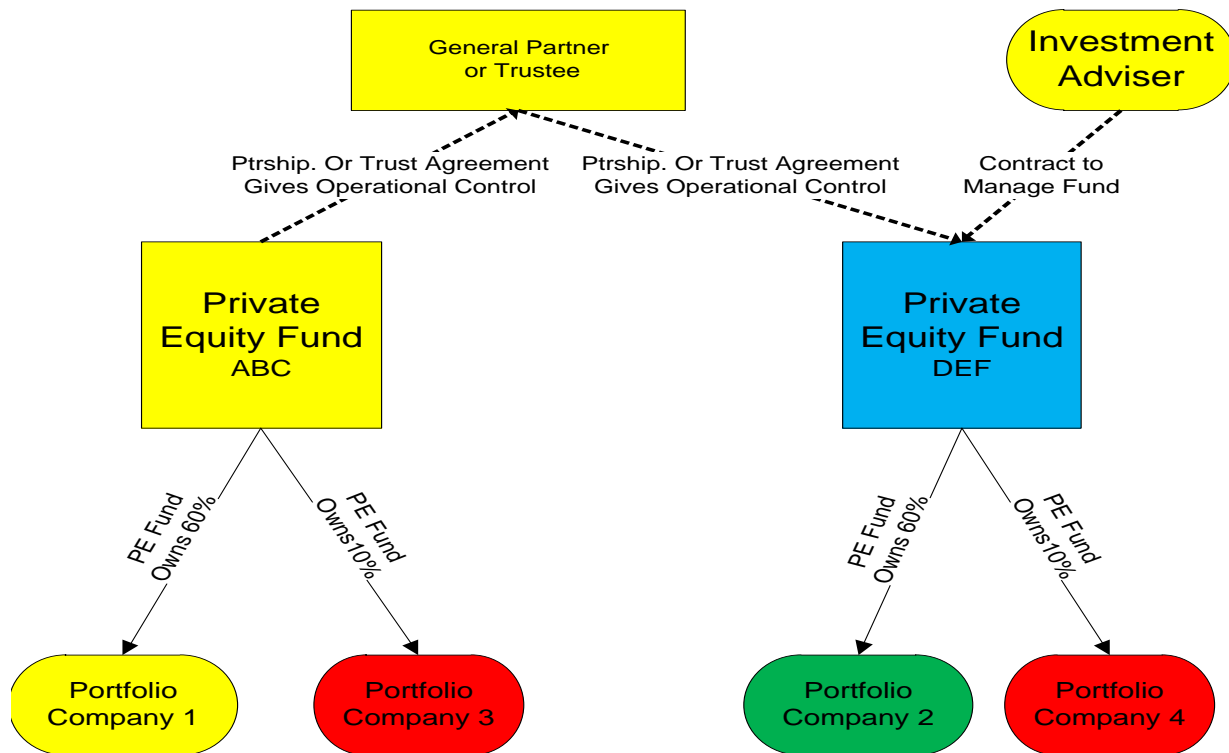 General Partner
or Trustee
Investment
Adviser
Ptrship. Or Trust Agreement
Gives Operational Control
Ptrship. Or Trust Agreement
Gives Operational Control
Contract to
Manage Fund
Private
Equity Fund
ABC
Private
Equity Fund
DEF
PE Fund
Owns 60%
PE Fund
Owns10%
PE Fund
Owns 60%
PE Fund
Owns10%
Portfolio
Company 1
Portfolio
Company 3
Portfolio
Company 2
Portfolio
Company 4